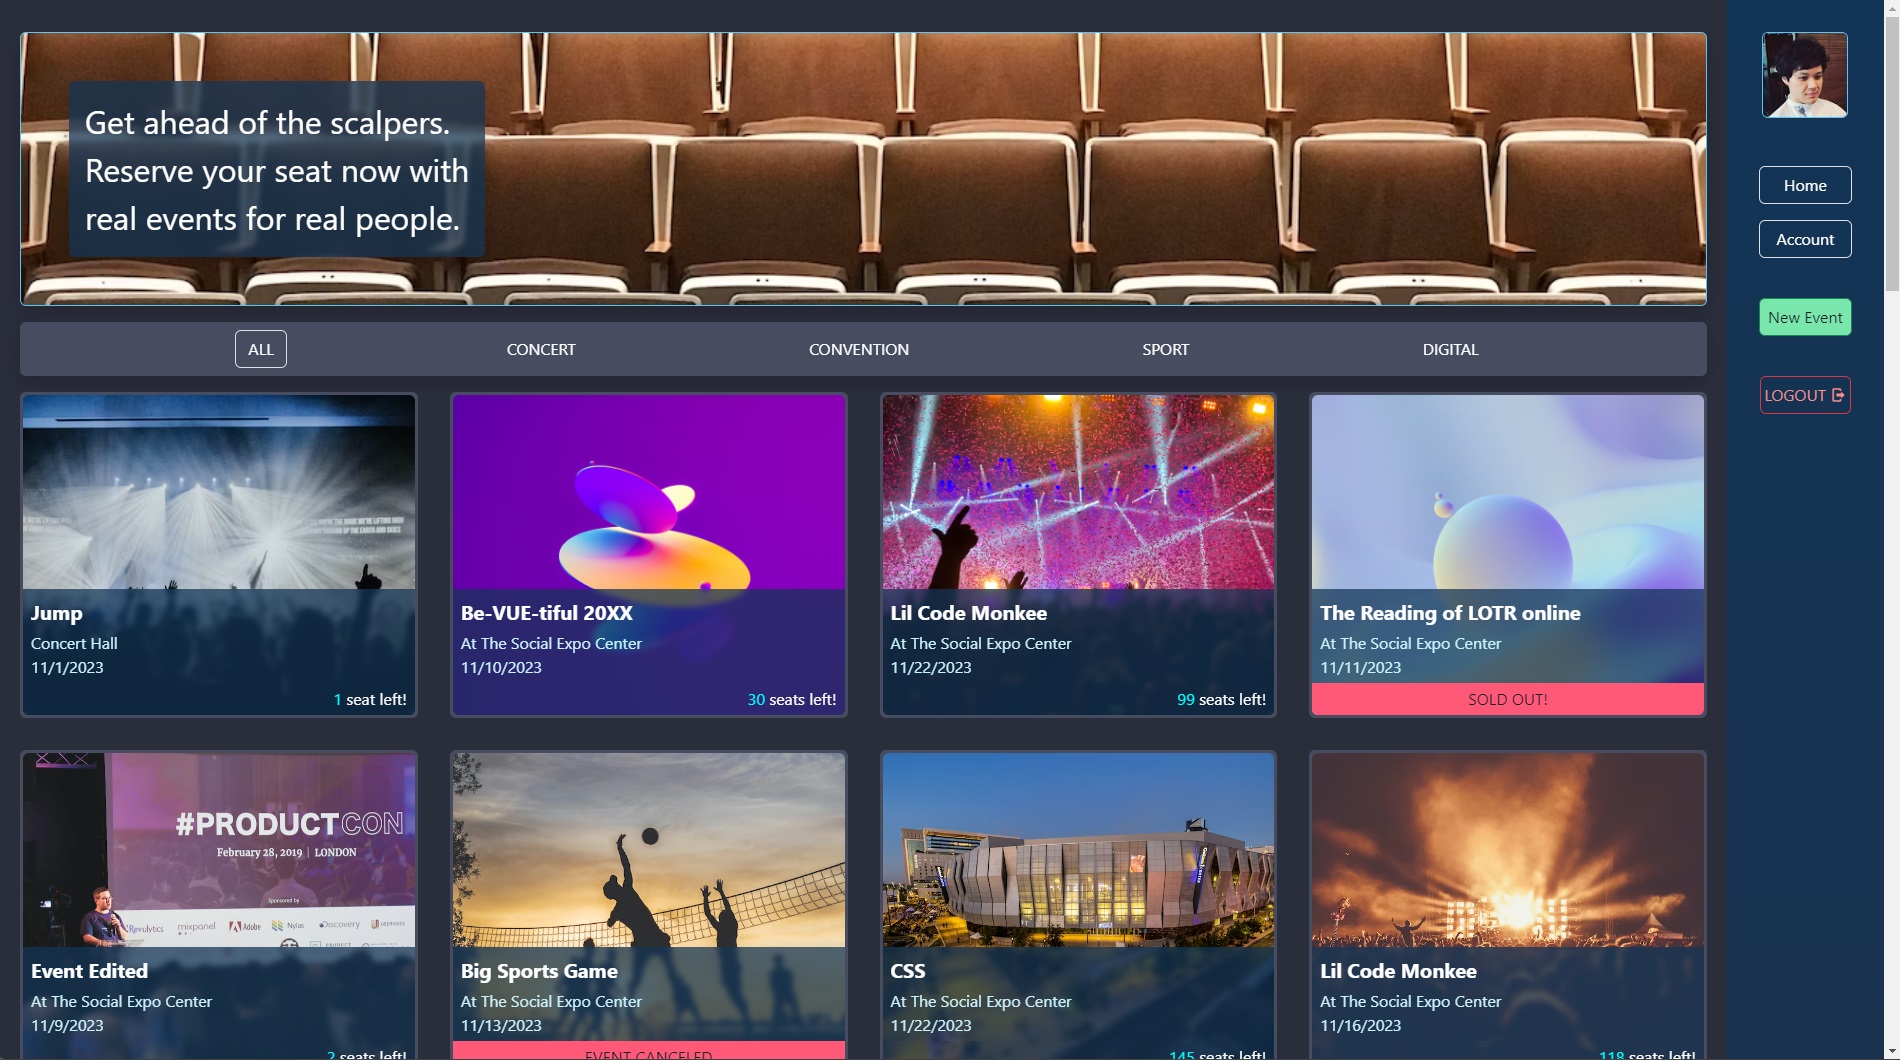 Get ahead of the scalpers.
Reserve your seat now with
real events for real people.
Home
Account
New Event
LOGOUT
ALL
CONCERT
CONVENTION
SPORT
DIGITAL
Jump
Concert Hall
11/1/2023
1 seat left!
Be-VUE-tiful 20XX
At The Social Expo Center
11/10/2023
30 seats left!
Lil Code Monkee
At The Social Expo Center
11/22/2023
99 seats left!
The Reading of LOTR online
At The Social Expo Center
11/11/2023
SOLD OUT!
#PRODUCTCON
February 28, 2019 | LONDON
Sponsored by
Revulytics mixpanel Adobe Nylas Discovery
Event Edited
At The Social Expo Center
11/9/2023
2 seats left!
Big Sports Game
At The Social Expo Center
11/13/2023
EVENT CANCELED
CSS
At The Social Expo Center
11/22/2023
145 seats left!
Lil Code Monkee
At The Social Expo Center
11/16/2023
118 seats left!